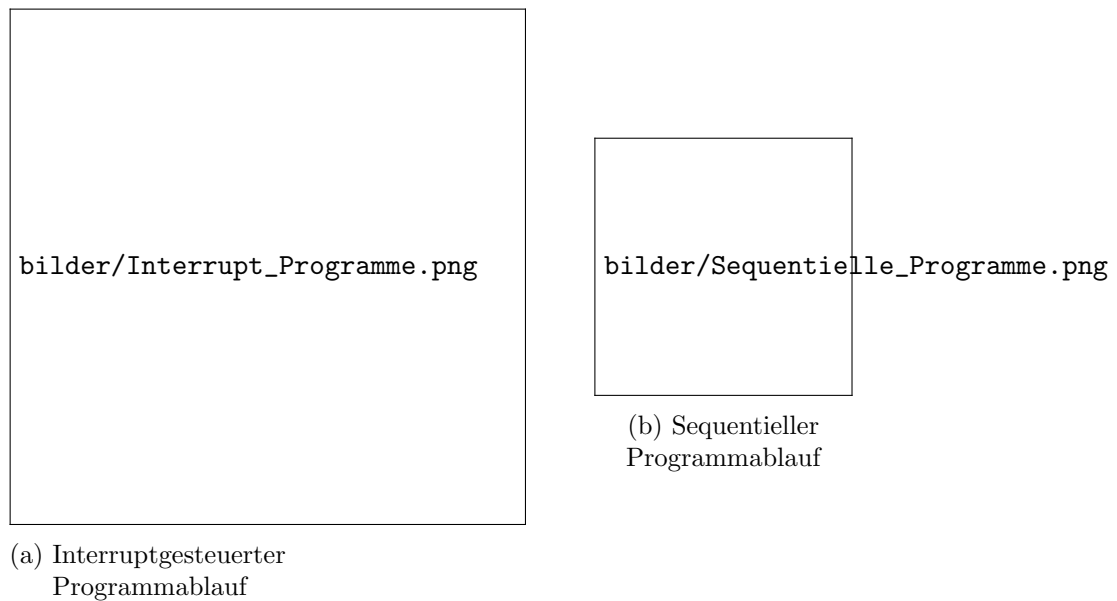 bilder/Interrupt_Programme.png
(a) Interruptgesteuerter
Programmablauf
bilder/Sequentielle_Programme.png
(b) Sequentieller
Programmablauf